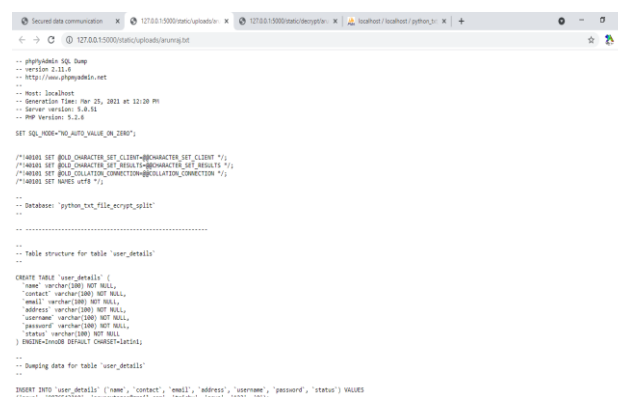 Secured data communication
127.0.0.1:5000/static/uploads/aru
127.0.0.1:5000/static/decrypt/aru
localhost / localhost / python_tx
127.0.0.1:5000/static/uploads/arunraj.txt
-- phpMyAdmin SQL Dump
-- version 2.11.6
-- http://www.phpmyadmin.net
--
-- Host: localhost
-- Generation Time: Mar 25, 2021 at 12:20 PM
-- Server version: 5.0.51
-- PHP Version: 5.2.6
SET SQL_MODE="NO_AUTO_VALUE_ON_ZERO";
/*!40101 SET @OLD_CHARACTER_SET_CLIENT=@@CHARACTER_SET_CLIENT */;
/*!40101 SET @OLD_CHARACTER_SET_RESULTS=@@CHARACTER_SET_RESULTS */;
/*!40101 SET @OLD_COLLATION_CONNECTION=@@COLLATION_CONNECTION */;
/*!40101 SET NAMES utf8 */;
--
-- Database: `python_txt_file_ecrypt_split`
--
-- --------------------------------------------------------
--
-- Table structure for table `user_details`
--
CREATE TABLE `user_details` (
`name` varchar(100) NOT NULL,
`contact` varchar(100) NOT NULL,
`email` varchar(100) NOT NULL,
`address` varchar(100) NOT NULL,
`username` varchar(100) NOT NULL,
`password` varchar(100) NOT NULL,
`status` varchar(100) NOT NULL
) ENGINE=InnoDB DEFAULT CHARSET=latin1;
--
-- Dumping data for table `user_details`
--
INSERT INTO `user_details` (`name`, `contact`, `email`, `address`, `username`, `password`, `status`) VALUES